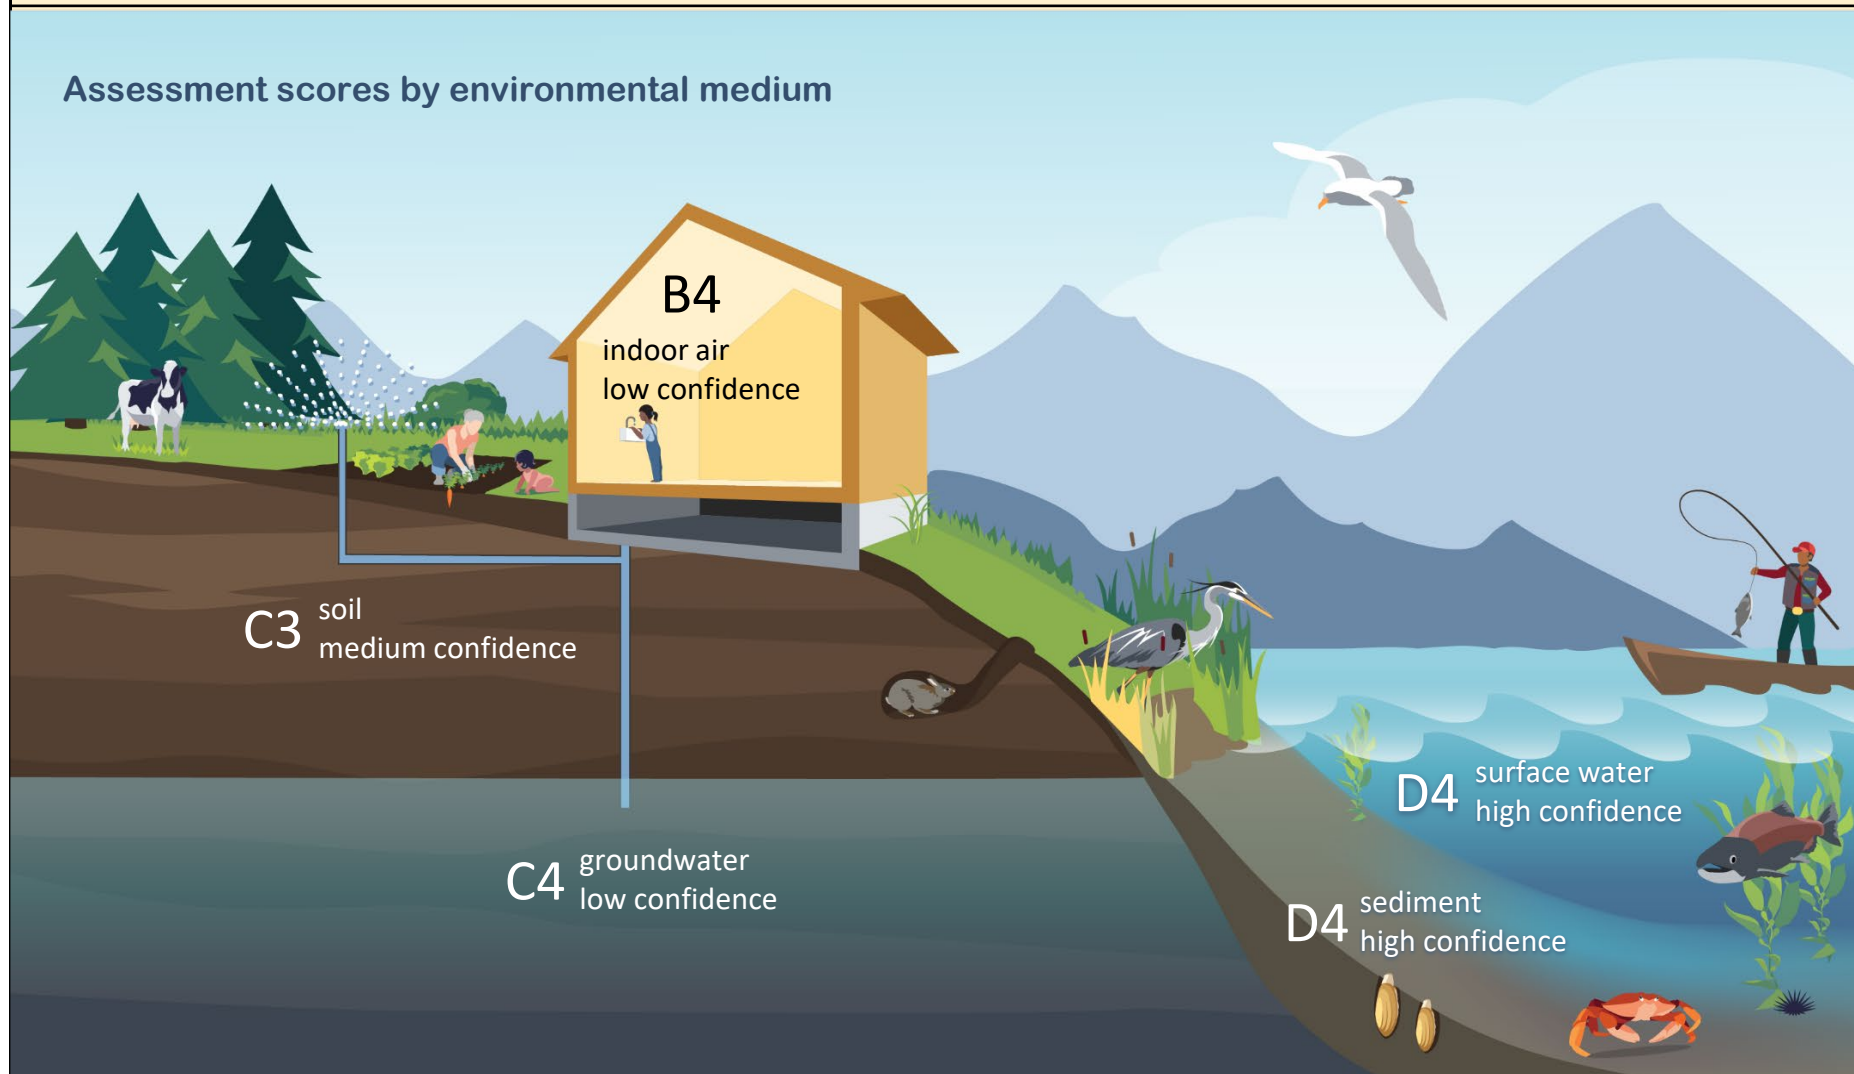 Assessment scores by environmental medium
B4
indoor air
low confidence
C3
soil
medium confidence
C4
groundwater
low confidence
D4
surface water
high confidence
D4
sediment
high confidence